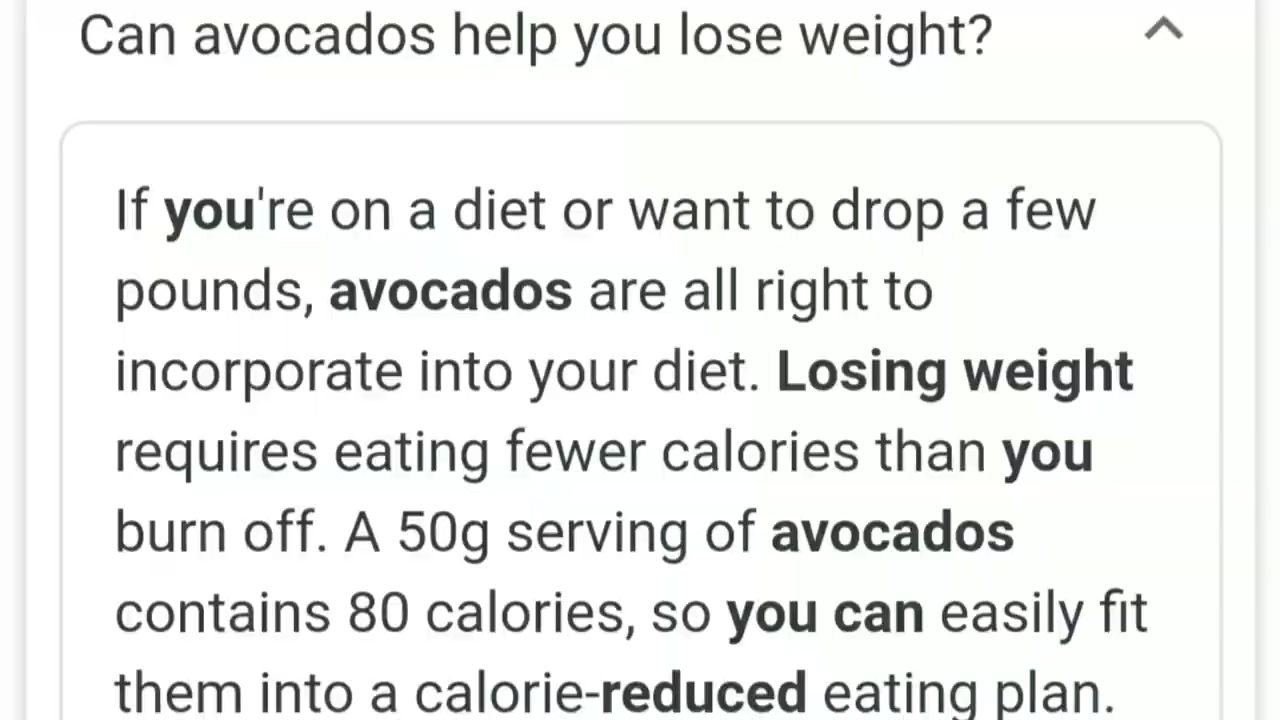 Can avocados help you lose weight?
If you're on a diet or want to drop a few
pounds, avocados are all right to
incorporate into your diet. Losing weight
requires eating fewer calories than you
burn off. A 50g serving of avocados
contains 80 calories, so you can easily fit
them into a calorie-reduced eating plan.